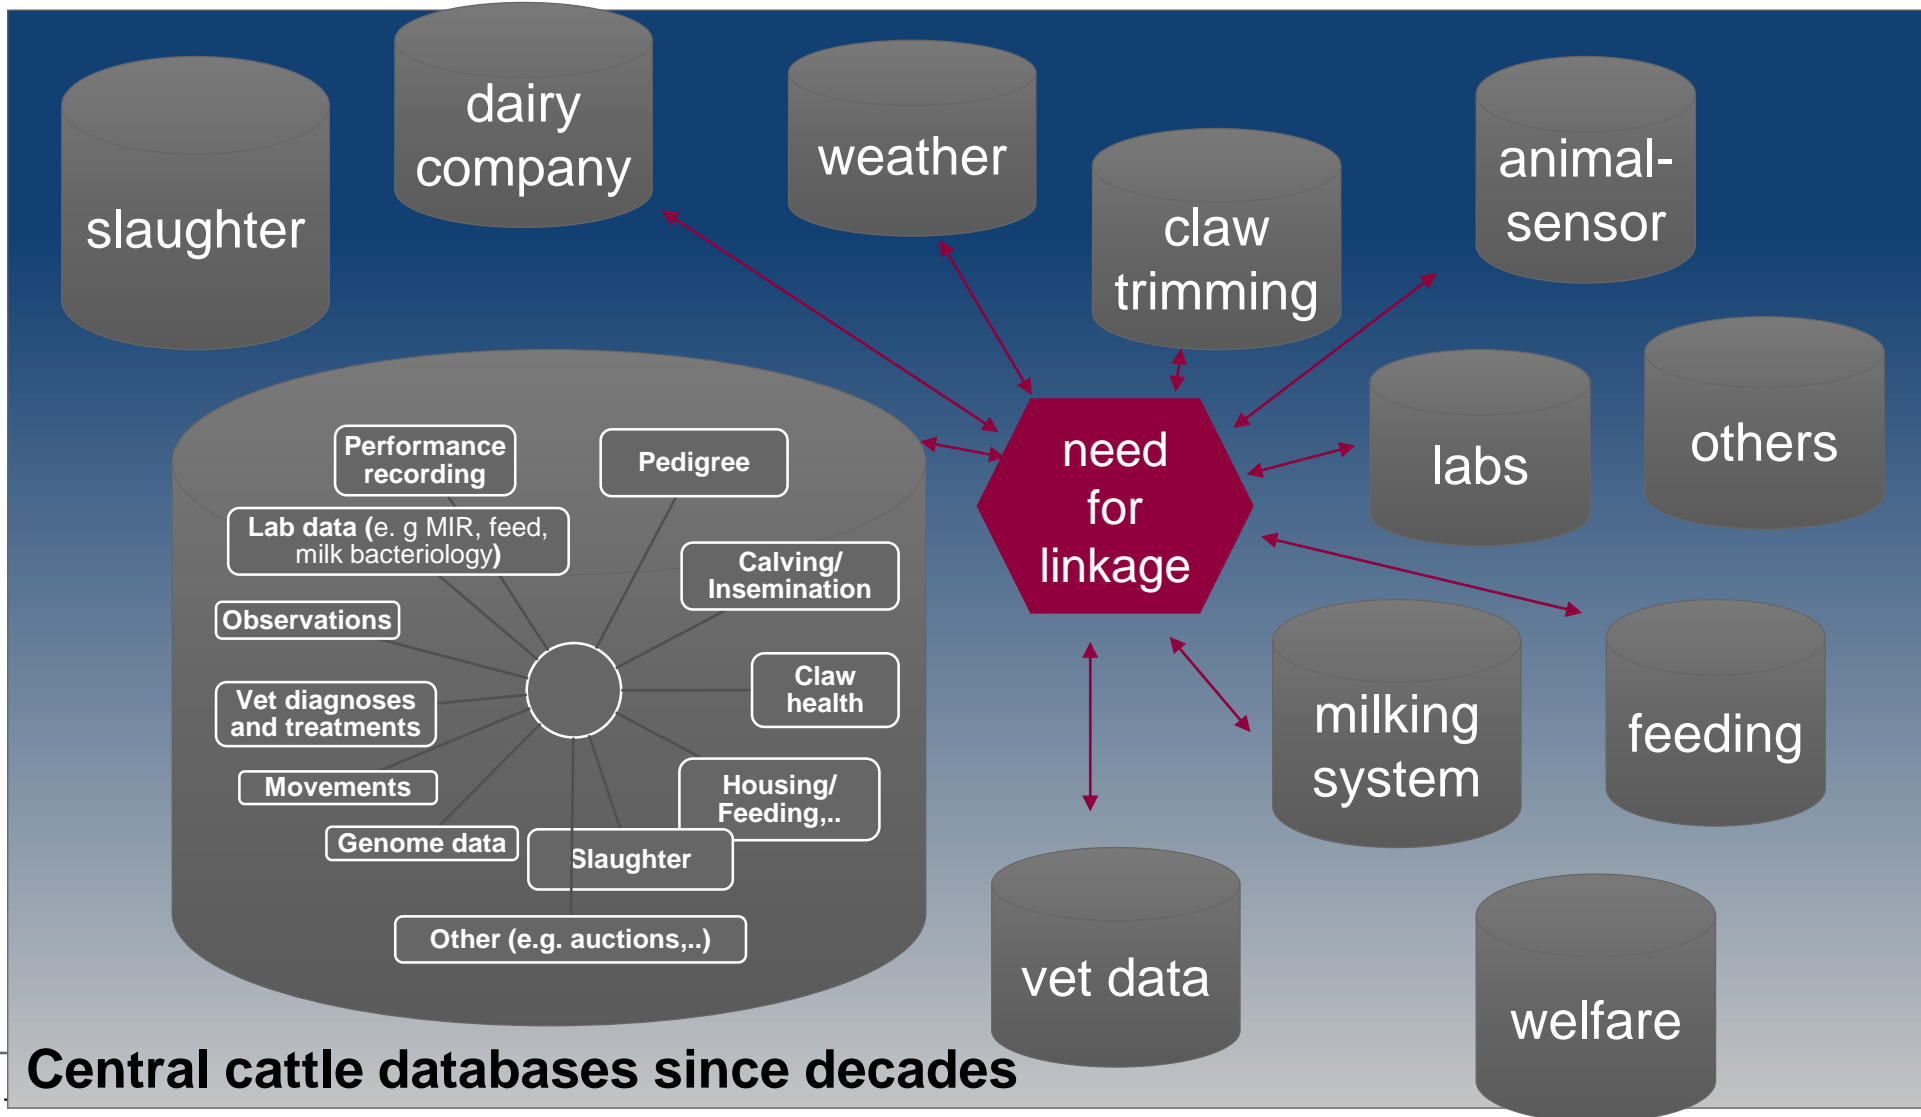 slaughter
dairy
company
weather
claw
trimming
animal-
sensor
labs
others
need
for
linkage
Performance
recording
Pedigree
Lab data (e. g MIR, feed,
milk bacteriology)
Calving/
Insemination
Observations
Claw
health
Vet diagnoses
and treatments
Movements
Housing/
Feeding,..
Genome data
Slaughter
Other (e.g. auctions,..)
milking
system
feeding
vet data
welfare
Central cattle databases since decades